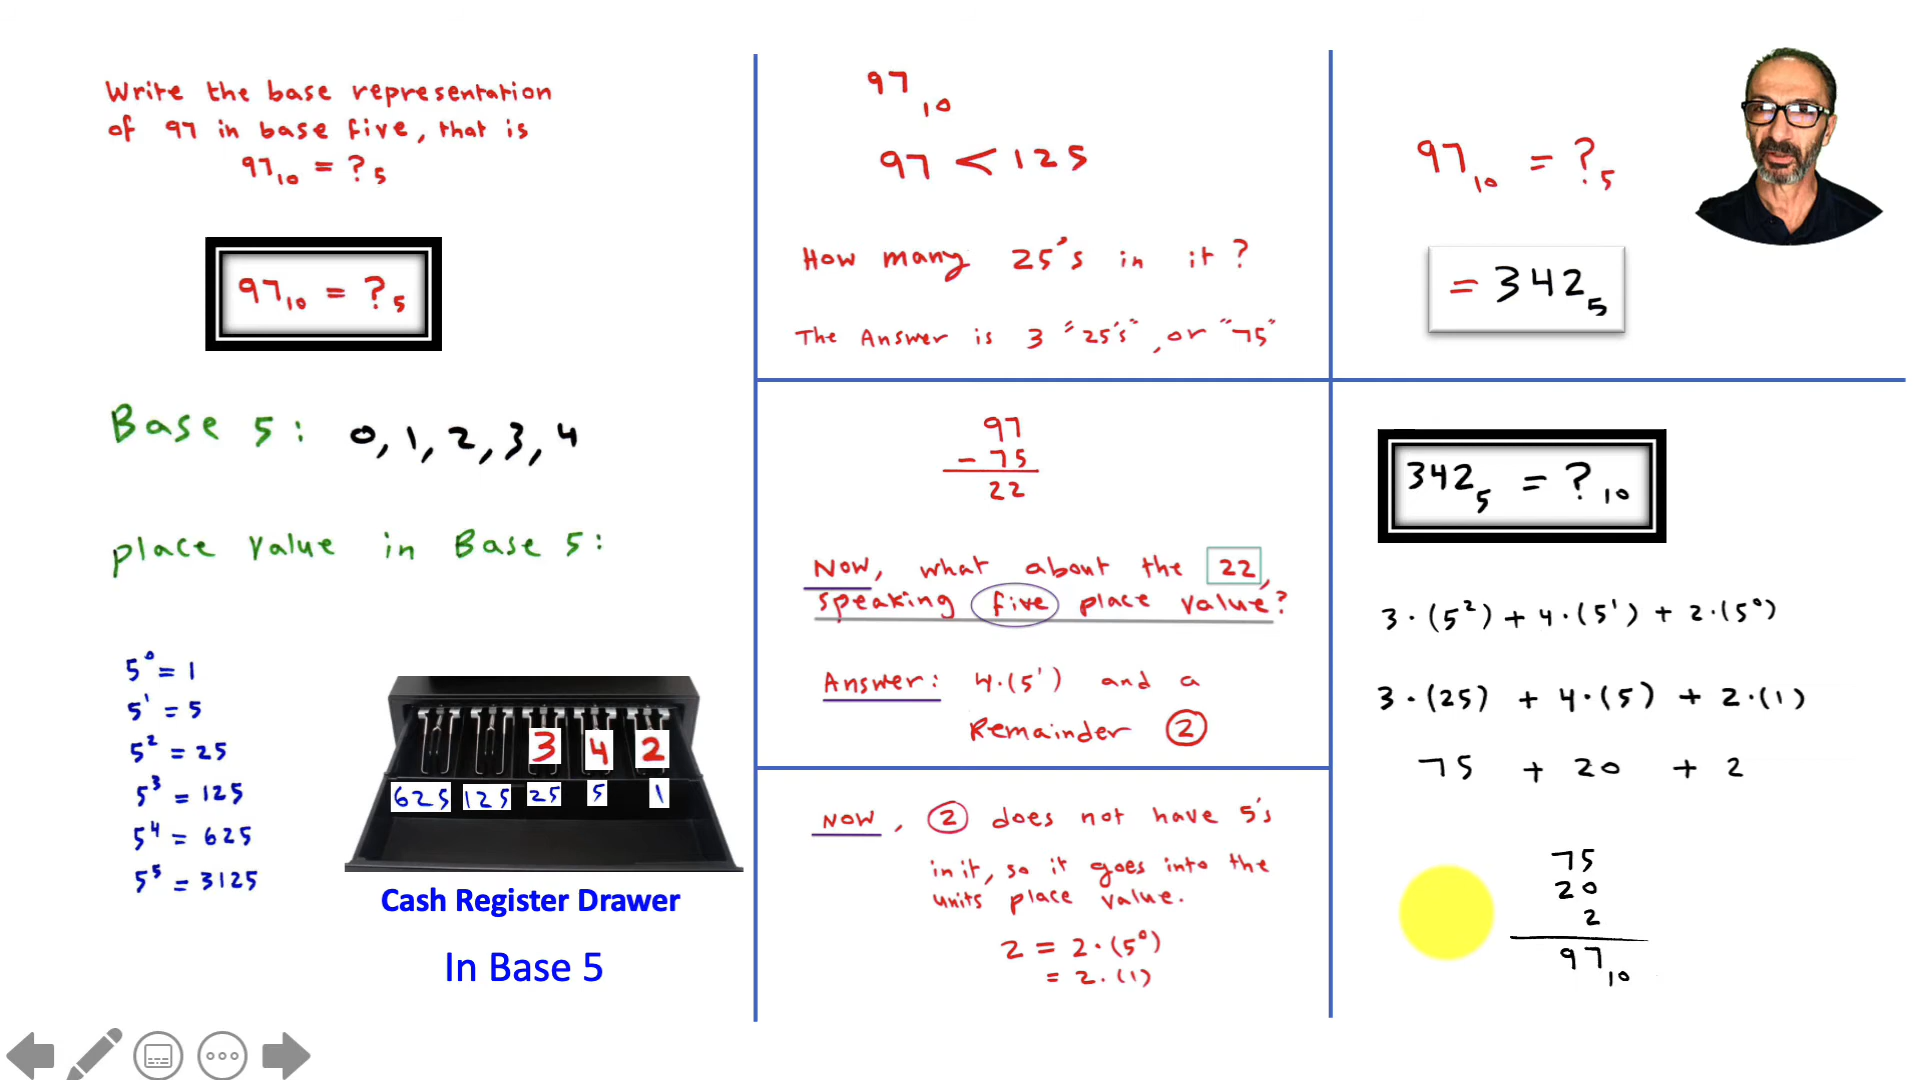 Write the base representation
of 97 in base five, that is
97₁₀ = ?₅
97₁₀ = ?₅
Base 5: 0, 1, 2, 3, 4
place value in Base 5:
5⁰ = 1
5¹ = 5
5² = 25
5³ = 125
5⁴ = 625
5⁵ = 3125
3 4 2
625 125 25 5 1
Cash Register Drawer
In Base 5
97₁₀
97 < 125
How many 25's in it?
The Answer is 3 "25's", or "75"
97
- 75
22
Now, what about the 22,
speaking five place value?
Answer: 4·(5¹) and a
Remainder 2
Now, 2 does not have 5's
in it, so it goes into the
units place value.
2 = 2·(5⁰)
= 2·(1)
97₁₀ = ?₅
= 342₅
342₅ = ?₁₀
3·(5²) + 4·(5¹) + 2·(5⁰)
3·(25) + 4·(5) + 2·(1)
75 + 20 + 2
75
20
2
97₁₀